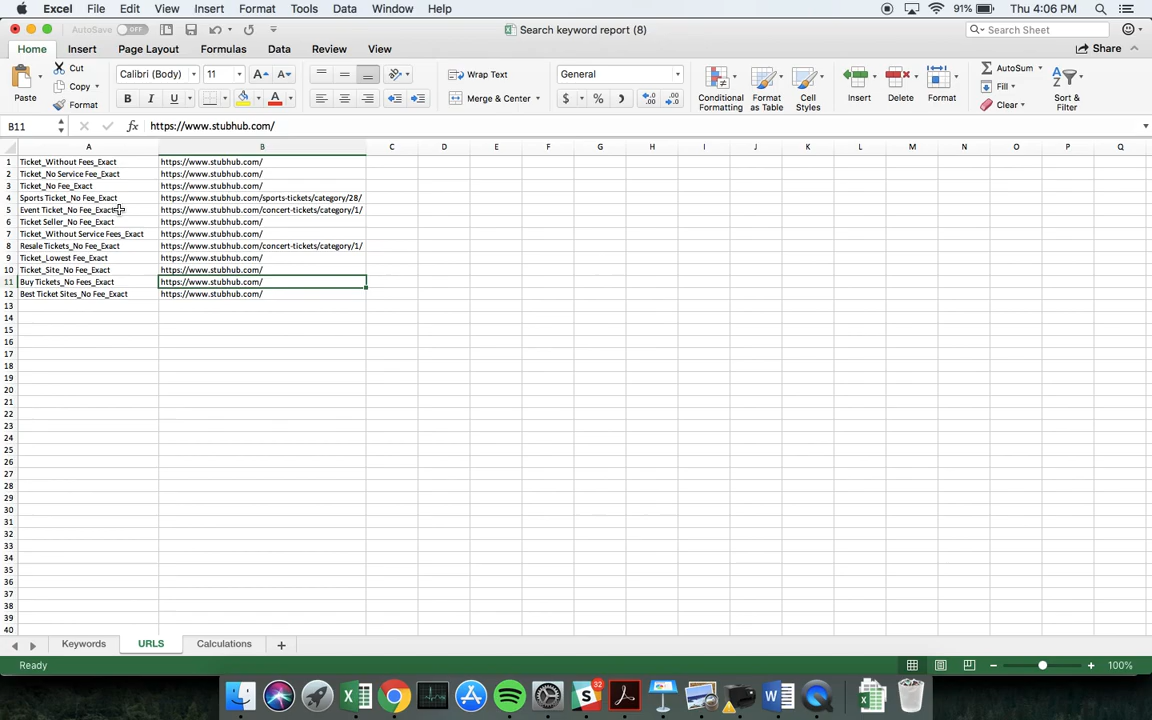 Excel File Edit View Insert Format Tools Data Window Help 91% Thu 4:06 PM
AutoSave OFF Search keyword report (8) Search Sheet
Home Insert Page Layout Formulas Data Review View Share
Paste Cut Copy Format Calibri (Body) 11 A A Wrap Text General Conditional Formatting Format as Table Cell Styles Insert Delete Format AutoSum Fill Clear Sort & Filter
B I U A Merge & Center $ % .0 .00
B11 fx https://www.stubhub.com/
A B C D E F G H I J K L M N O P Q
1 Ticket_Without Fees_Exact https://www.stubhub.com/
2 Ticket_No Service Fee_Exact https://www.stubhub.com/
3 Ticket_No Fee_Exact https://www.stubhub.com/
4 Sports Ticket_No Fee_Exact https://www.stubhub.com/sports-tickets/category/28/
5 Event Ticket_No Fee_Exact https://www.stubhub.com/concert-tickets/category/1/
6 Ticket Seller_No Fee_Exact https://www.stubhub.com/
7 Ticket_Without Service Fees_Exact https://www.stubhub.com/
8 Resale Tickets_No Fee_Exact https://www.stubhub.com/concert-tickets/category/1/
9 Ticket_Lowest Fee_Exact https://www.stubhub.com/
10 Ticket_Site_No Fee_Exact https://www.stubhub.com/
11 Buy Tickets_No Fees_Exact https://www.stubhub.com/
12 Best Ticket Sites_No Fee_Exact https://www.stubhub.com/
13
14
15
16
17
18
19
20
21
22
23
24
25
26
27
28
29
30
31
32
33
34
35
36
37
38
39
40
Keywords URLS Calculations
Ready 100%
32